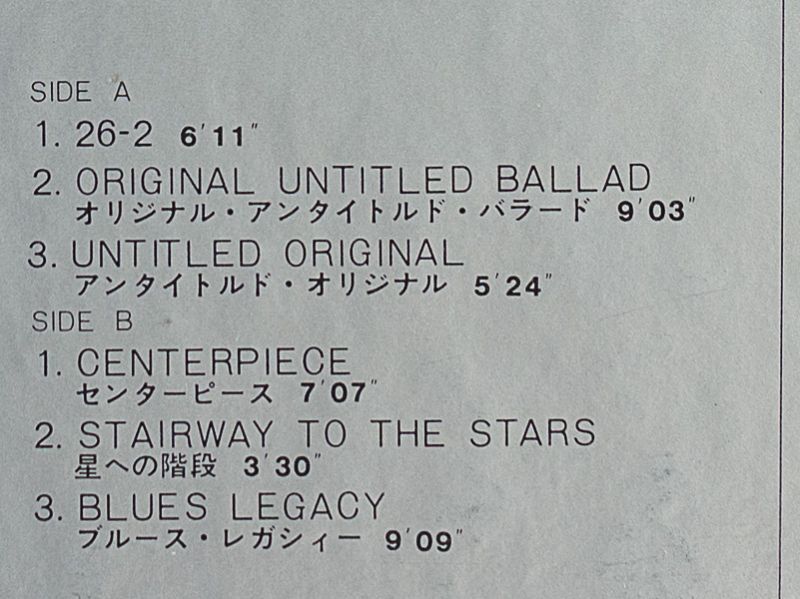 SIDE A
1. 26-2 6′11″
2. ORIGINAL UNTITLED BALLAD
オリジナル・アンタイトルド・バラード 9′03″
3. UNTITLED ORIGINAL
アンタイトルド・オリジナル 5′24″
SIDE B
1. CENTERPIECE
センターピース 7′07″
2. STAIRWAY TO THE STARS
星への階段 3′30″
3. BLUES LEGACY
ブルース・レガシィー 9′09″